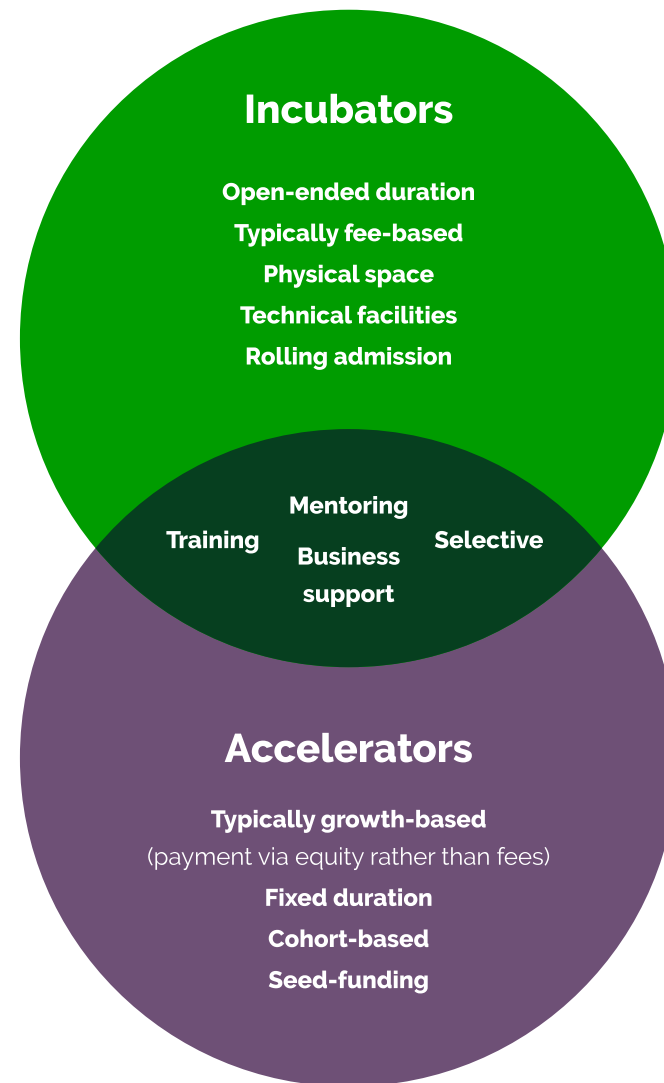 Incubators
Open-ended duration
Typically fee-based
Physical space
Technical facilities
Rolling admission
Mentoring
Training
Business
support
Selective
Accelerators
Typically growth-based
(payment via equity rather than fees)
Fixed duration
Cohort-based
Seed-funding